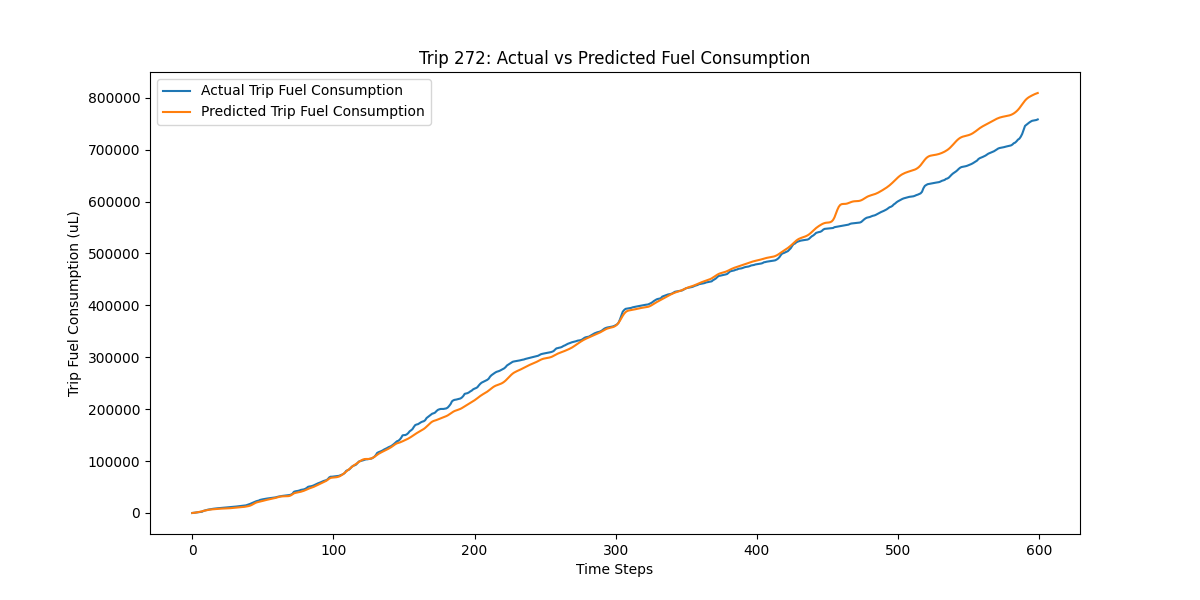 Trip 272: Actual vs Predicted Fuel Consumption
Actual Trip Fuel Consumption
Predicted Trip Fuel Consumption
Trip Fuel Consumption (uL)
800000
700000
600000
500000
400000
300000
200000
100000
0
0 100 200 300 400 500 600
Time Steps